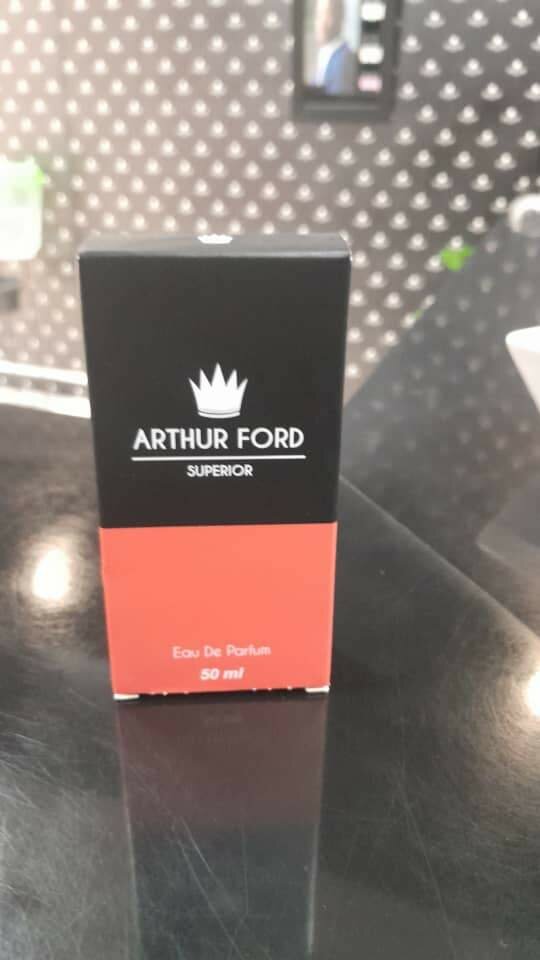 ARTHUR FORD
SUPERIOR
Eau De Parfum
50 ml